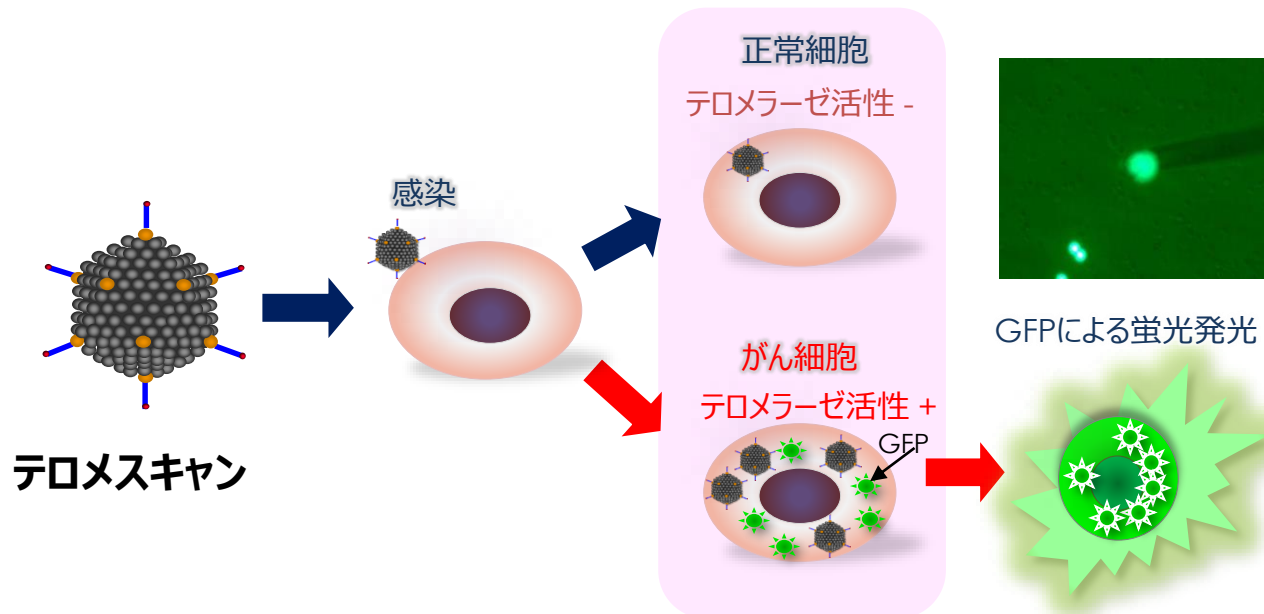 テロメスキャン
感染
正常細胞
テロメラーゼ活性 -
がん細胞
テロメラーゼ活性 +
GFP
GFPによる蛍光発光